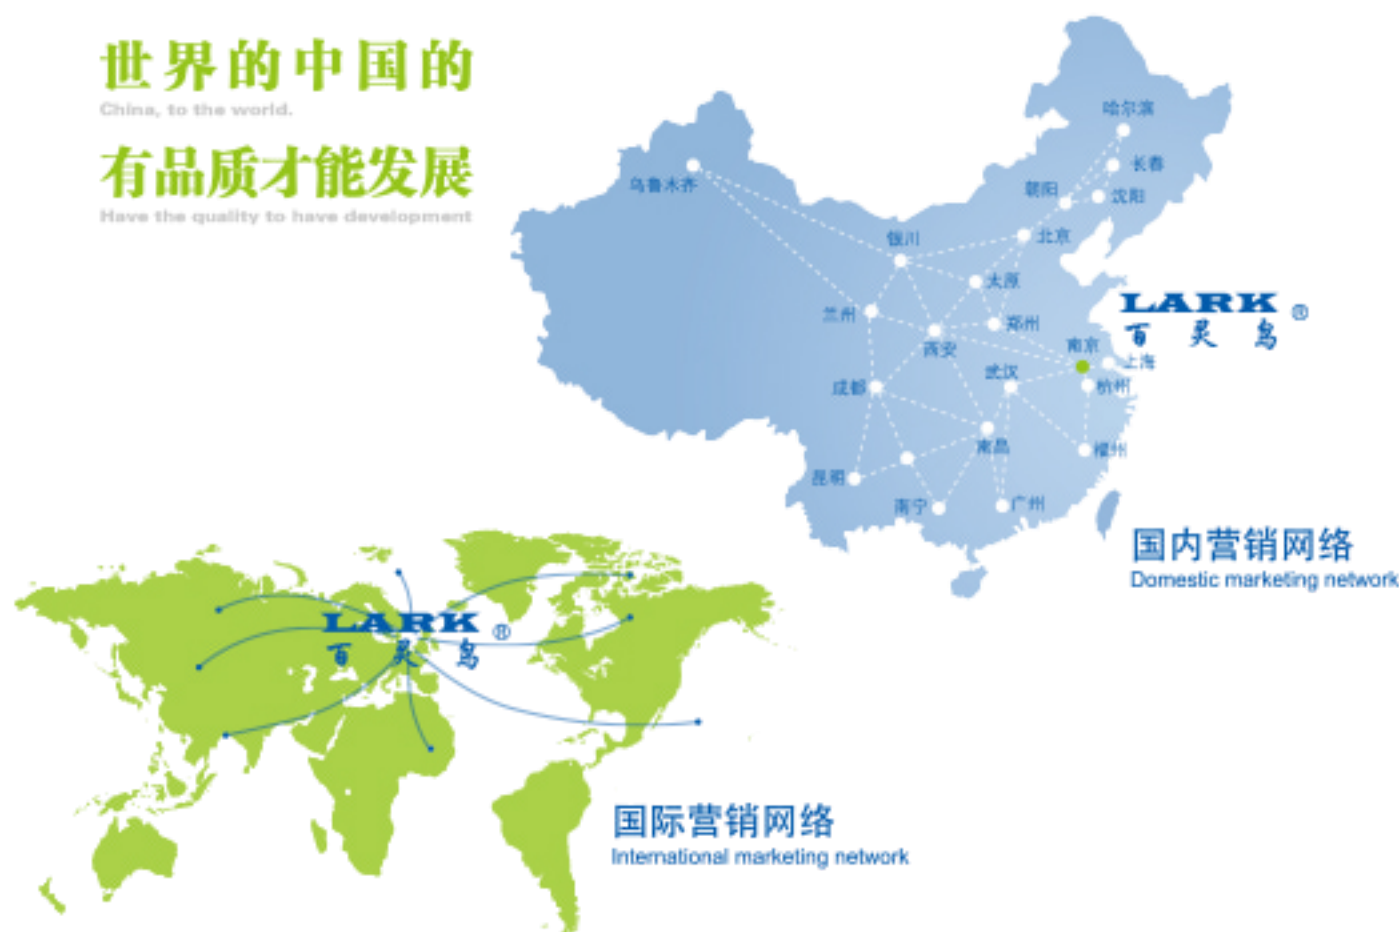 世界的中国的
China, to the world.
有品质才能发展
Have the quality to have development
哈尔滨
长春
朝阳
沈阳
乌鲁木齐
银川
北京
太原
兰州
郑州
西安
南京
上海
成都
武汉
杭州
南昌
福州
昆明
南宁
广州
LARK ®
百灵鸟
国内营销网络
Domestic marketing network
LARK ®
百灵鸟
国际营销网络
International marketing network